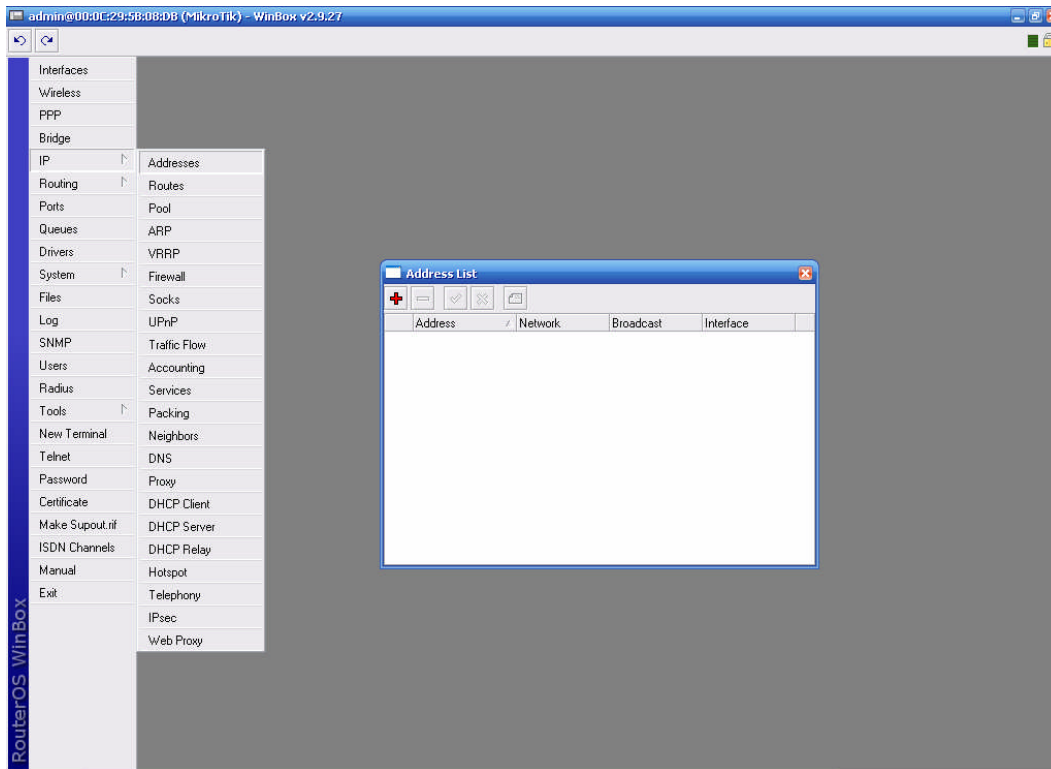 admin@00:0C:29:5B:08:DB (MikroTik) - WinBox v2.9.27
Interfaces
Wireless
PPP
Bridge
IP
Routing
Ports
Queues
Drivers
System
Files
Log
SNMP
Users
Radius
Tools
New Terminal
Telnet
Password
Certificate
Make Supout.rif
ISDN Channels
Manual
Exit
Addresses
Routes
Pool
ARP
VRRP
Firewall
Socks
UPnP
Traffic Flow
Accounting
Services
Packing
Neighbors
DNS
Proxy
DHCP Client
DHCP Server
DHCP Relay
Hotspot
Telephony
IPsec
Web Proxy
Address List
Address Network Broadcast Interface
RouterOS WinBox